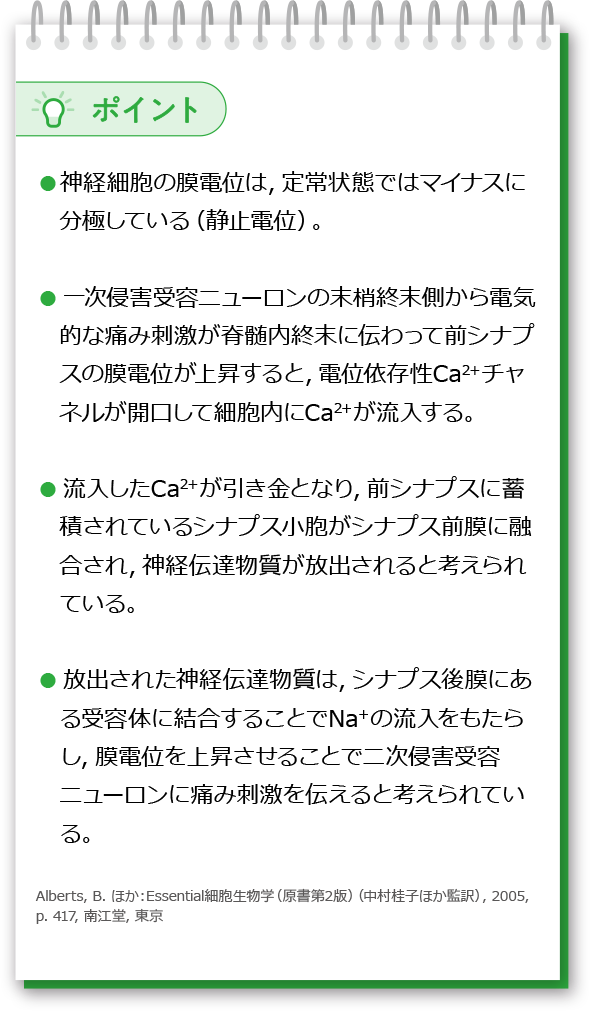 ポイント
●神経細胞の膜電位は, 定常状態ではマイナスに
分極している（静止電位）。
● 一次侵害受容ニューロンの末梢終末側から電気
的な痛み刺激が脊髄内終末に伝わって前シナプ
スの膜電位が上昇すると, 電位依存性Ca²⁺チャ
ネルが開口して細胞内にCa²⁺が流入する。
● 流入したCa²⁺が引き金となり, 前シナプスに蓄
積されているシナプス小胞がシナプス前膜に融
合され, 神経伝達物質が放出されると考えられ
ている。
● 放出された神経伝達物質は, シナプス後膜にあ
る受容体に結合することでNa⁺の流入をもたら
し, 膜電位を上昇させることで二次侵害受容
ニューロンに痛み刺激を伝えると考えられてい
る。
Alberts, B. ほか：Essential細胞生物学（原書第2版）（中村桂子ほか監訳）, 2005,
p. 417, 南江堂, 東京